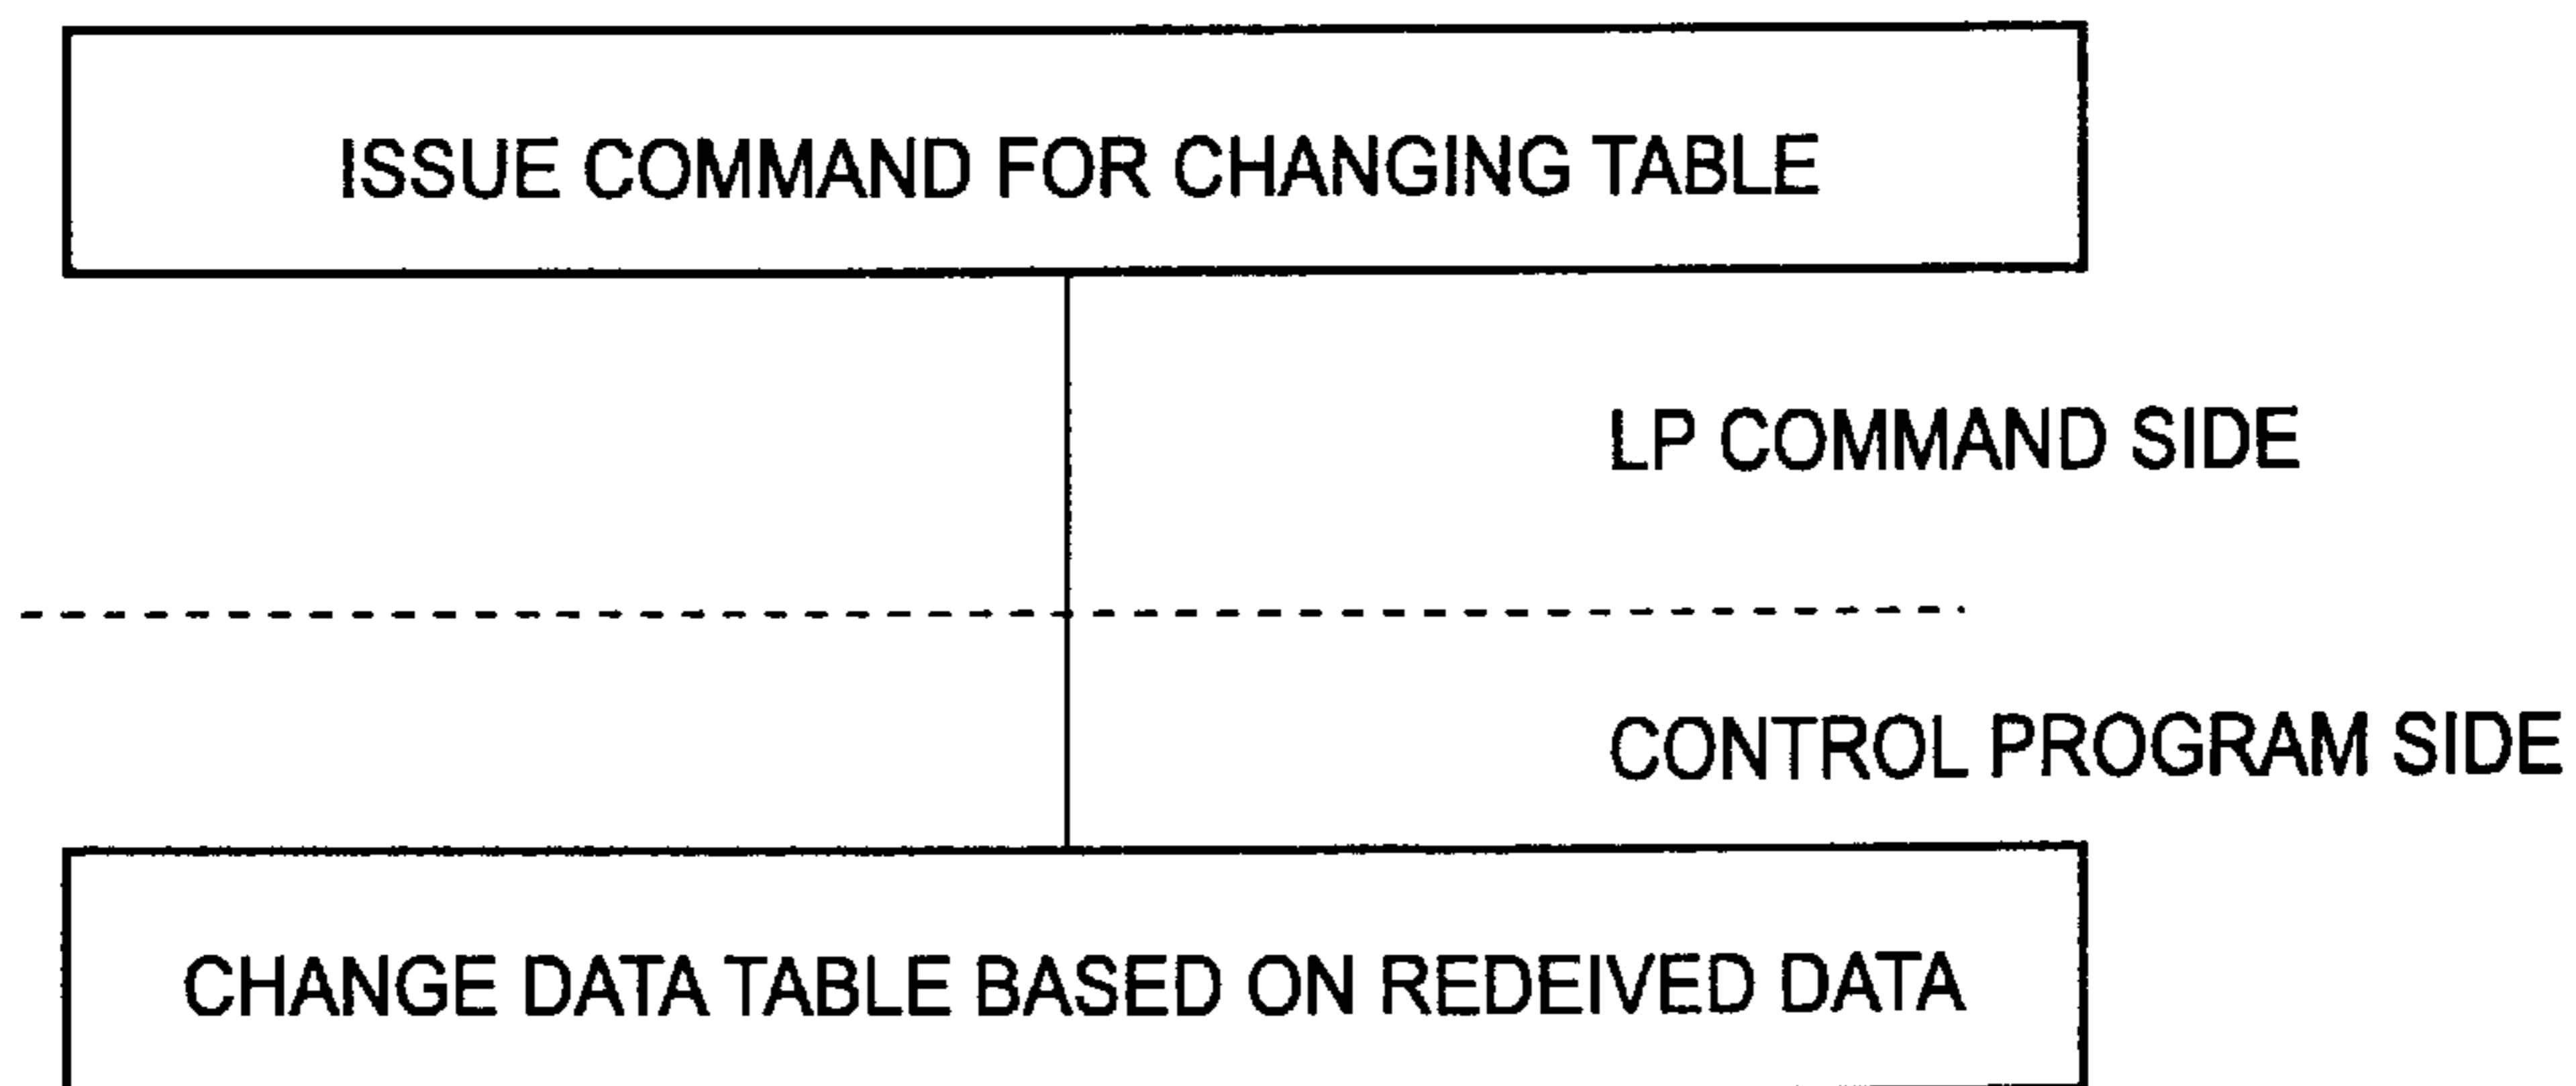 ISSUE COMMAND FOR CHANGING TABLE
LP COMMAND SIDE
CONTROL PROGRAM SIDE
CHANGE DATA TABLE BASED ON REDEIVED DATA